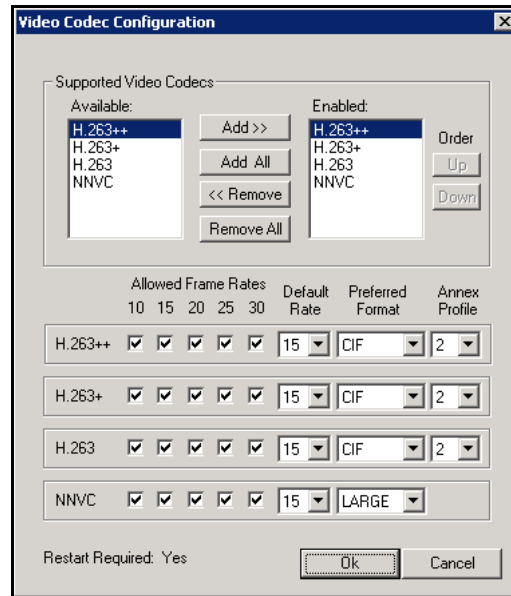 Video Codec Configuration
Supported Video Codecs
Available:
H.263++
H.263+
H.263
NNVC
Add >>
Add All
<< Remove
Remove All
Enabled:
H.263++
H.263+
H.263
NNVC
Order
Up
Down
Allowed Frame Rates
10 15 20 25 30
Default Rate
Preferred Format
Annex Profile
H.263++ 15 CIF 2
H.263+ 15 CIF 2
H.263 15 CIF 2
NNVC 15 LARGE
Restart Required: Yes
Ok
Cancel